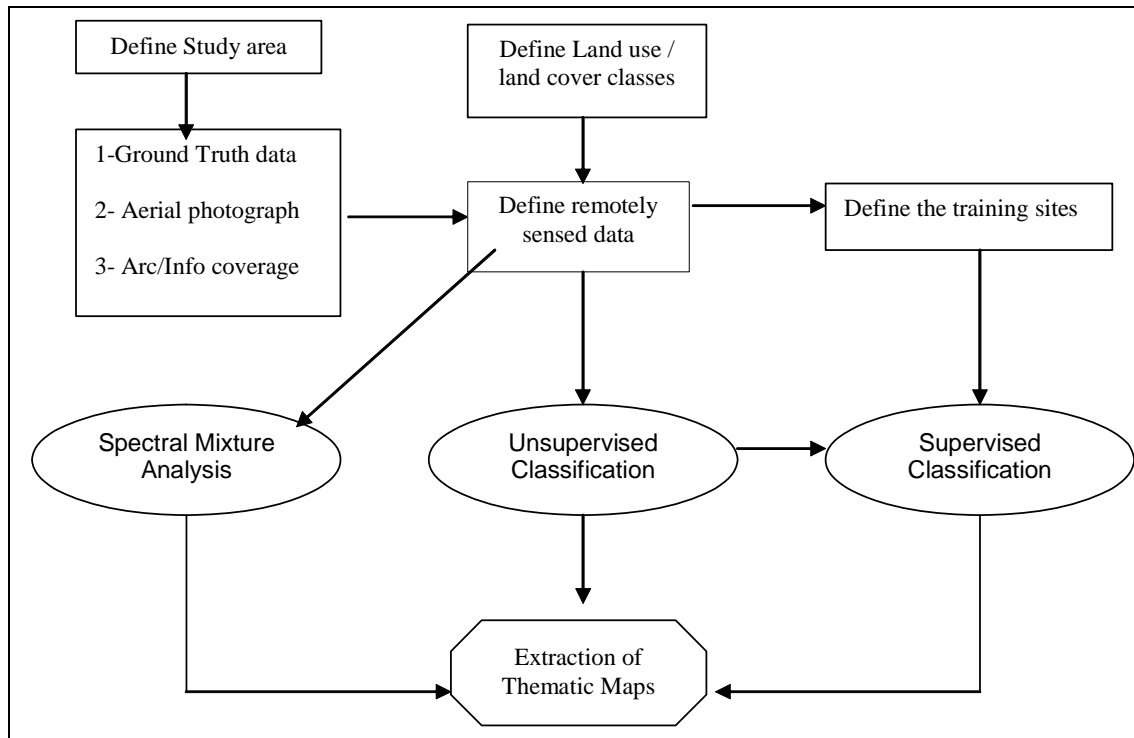 Define Study area
Define Land use /
land cover classes
1-Ground Truth data
2- Aerial photograph
3- Arc/Info coverage
Define remotely
sensed data
Define the training sites
Spectral Mixture
Analysis
Unsupervised
Classification
Supervised
Classification
Extraction of
Thematic Maps